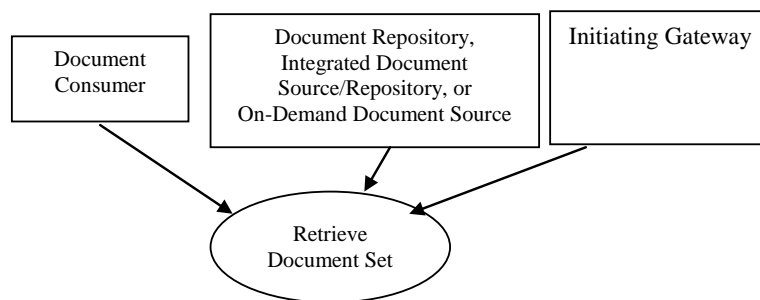 Document
Consumer
Document Repository,
Integrated Document
Source/Repository, or
On-Demand Document Source
Initiating Gateway
Retrieve
Document Set